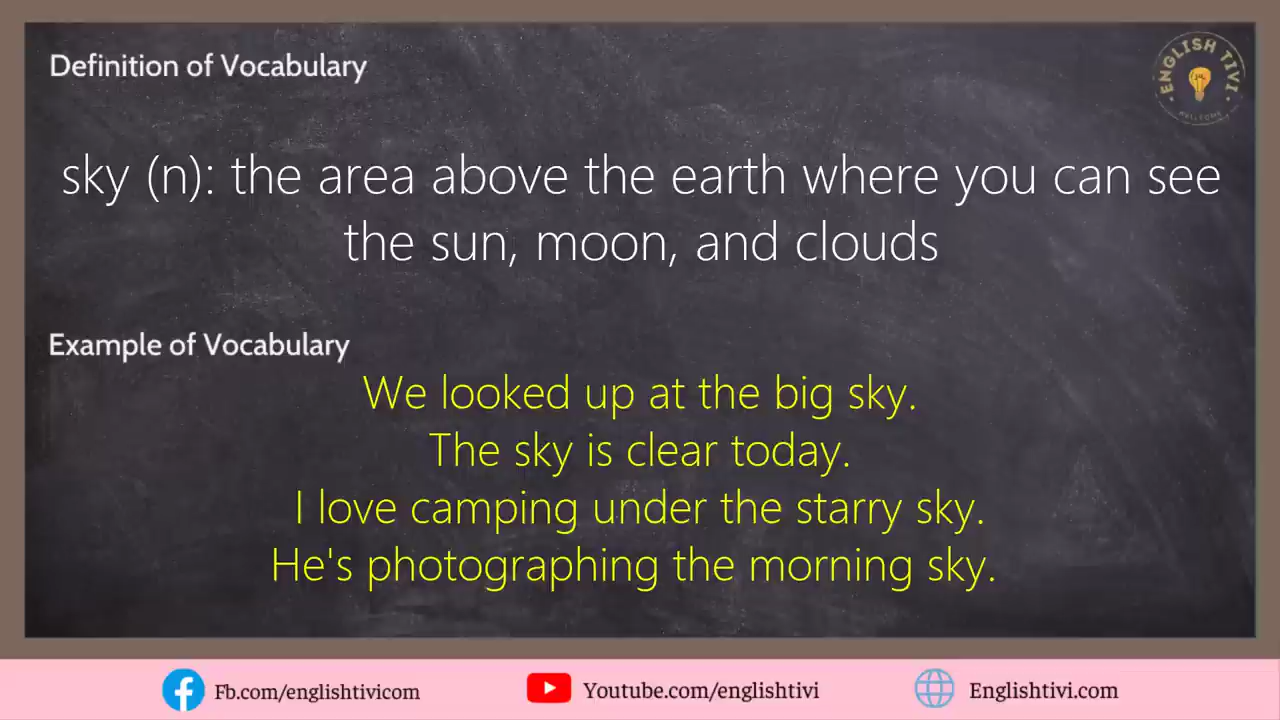 Definition of Vocabulary
ENGLISH TIVI
WELCOME
sky (n): the area above the earth where you can see
the sun, moon, and clouds
Example of Vocabulary
We looked up at the big sky.
The sky is clear today.
I love camping under the starry sky.
He's photographing the morning sky.
Fb.com/englishtivicom
Youtube.com/englishtivi
Englishtivi.com